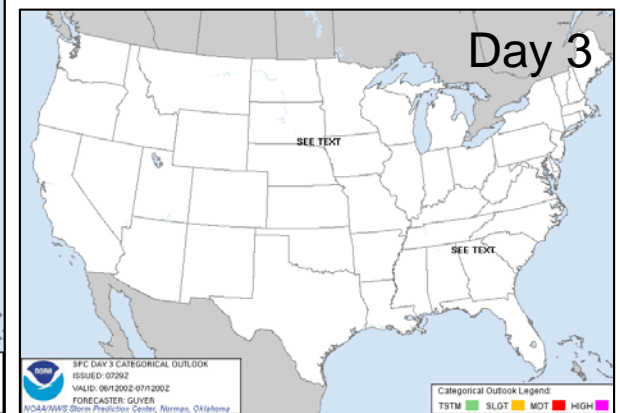 Day 3
SEE TEXT
SEE TEXT
NOAA
SPC DAY 3 CATEGORICAL OUTLOOK
ISSUED: 0729Z
VALID: 06/1200Z-07/1200Z
FORECASTER: GUYER
NOAA/NWS Storm Prediction Center, Norman, Oklahoma
Categorical Outlook Legend:
TSTM SLGT MDT HIGH